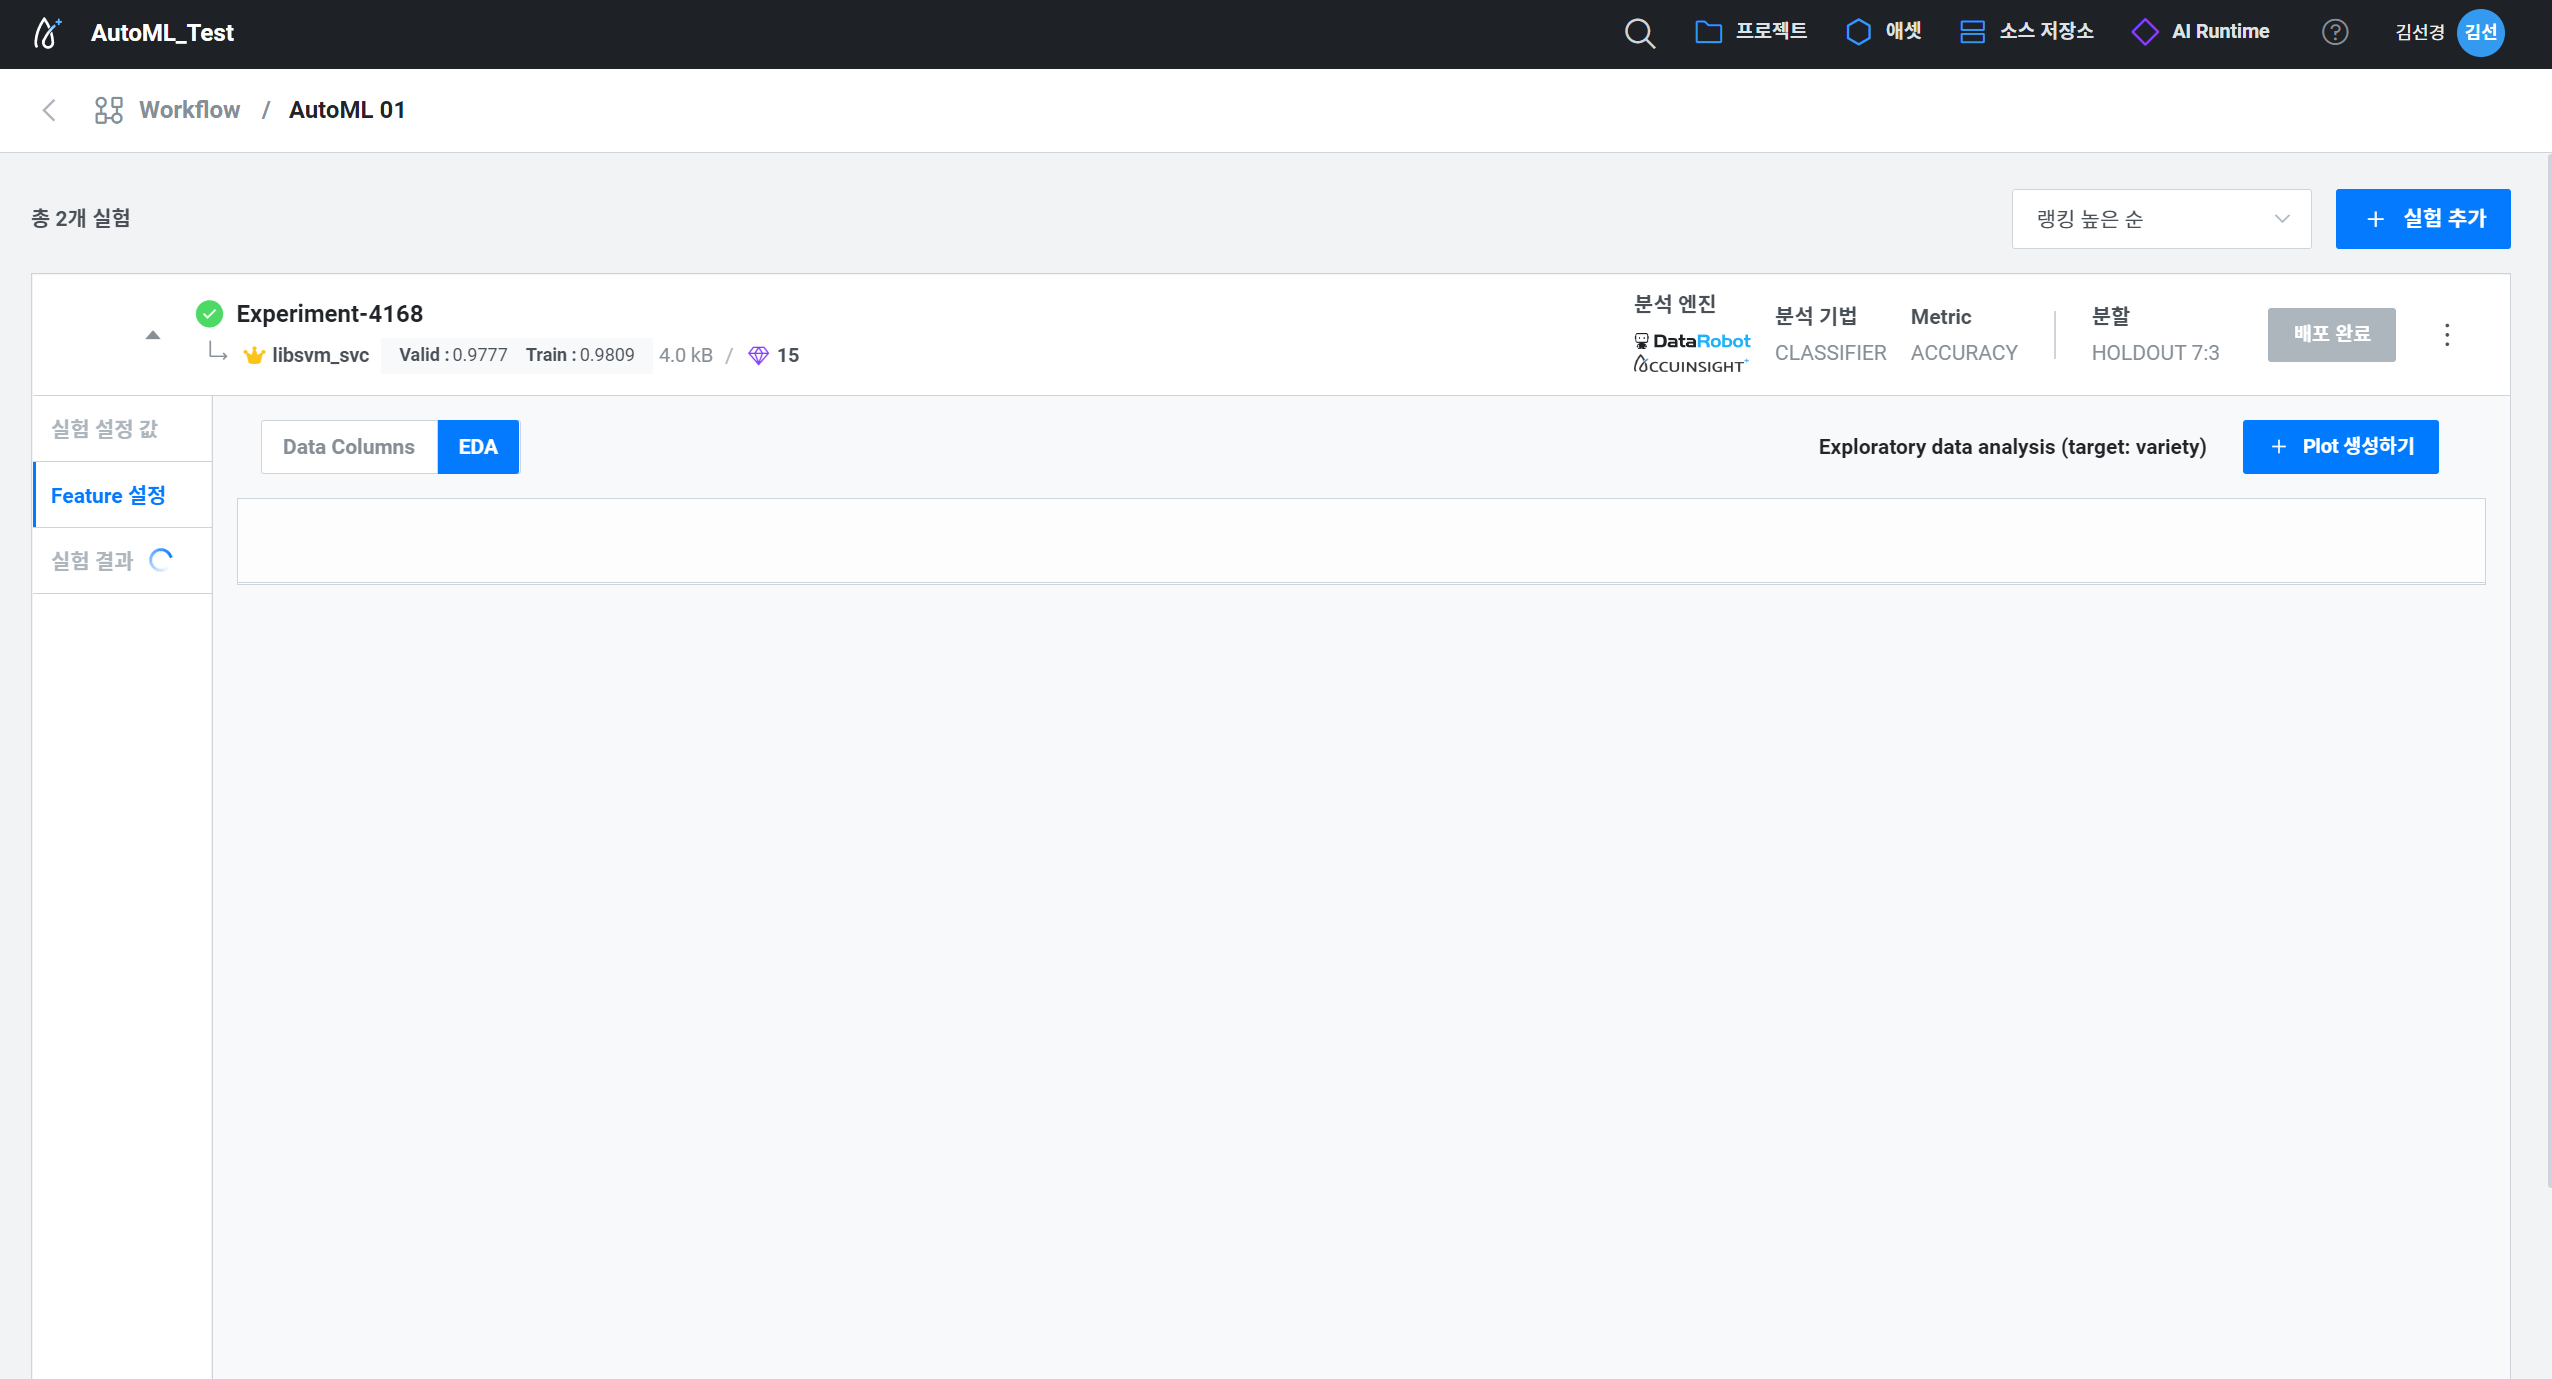 AutoML_Test
프로젝트
애셋
소스 저장소
AI Runtime
?
김선경
김선
Workflow / AutoML 01
총 2개 실험
랭킹 높은 순
+ 실험 추가
Experiment-4168
libsvm_svc Valid : 0.9777 Train : 0.9809 4.0 kB / 15
분석 엔진
DataRobot
ACCUINSIGHT+
분석 기법
CLASSIFIER
Metric
ACCURACY
분할
HOLDOUT 7:3
배포 완료
실험 설정 값
Feature 설정
실험 결과
Data Columns
EDA
Exploratory data analysis (target: variety)
+ Plot 생성하기